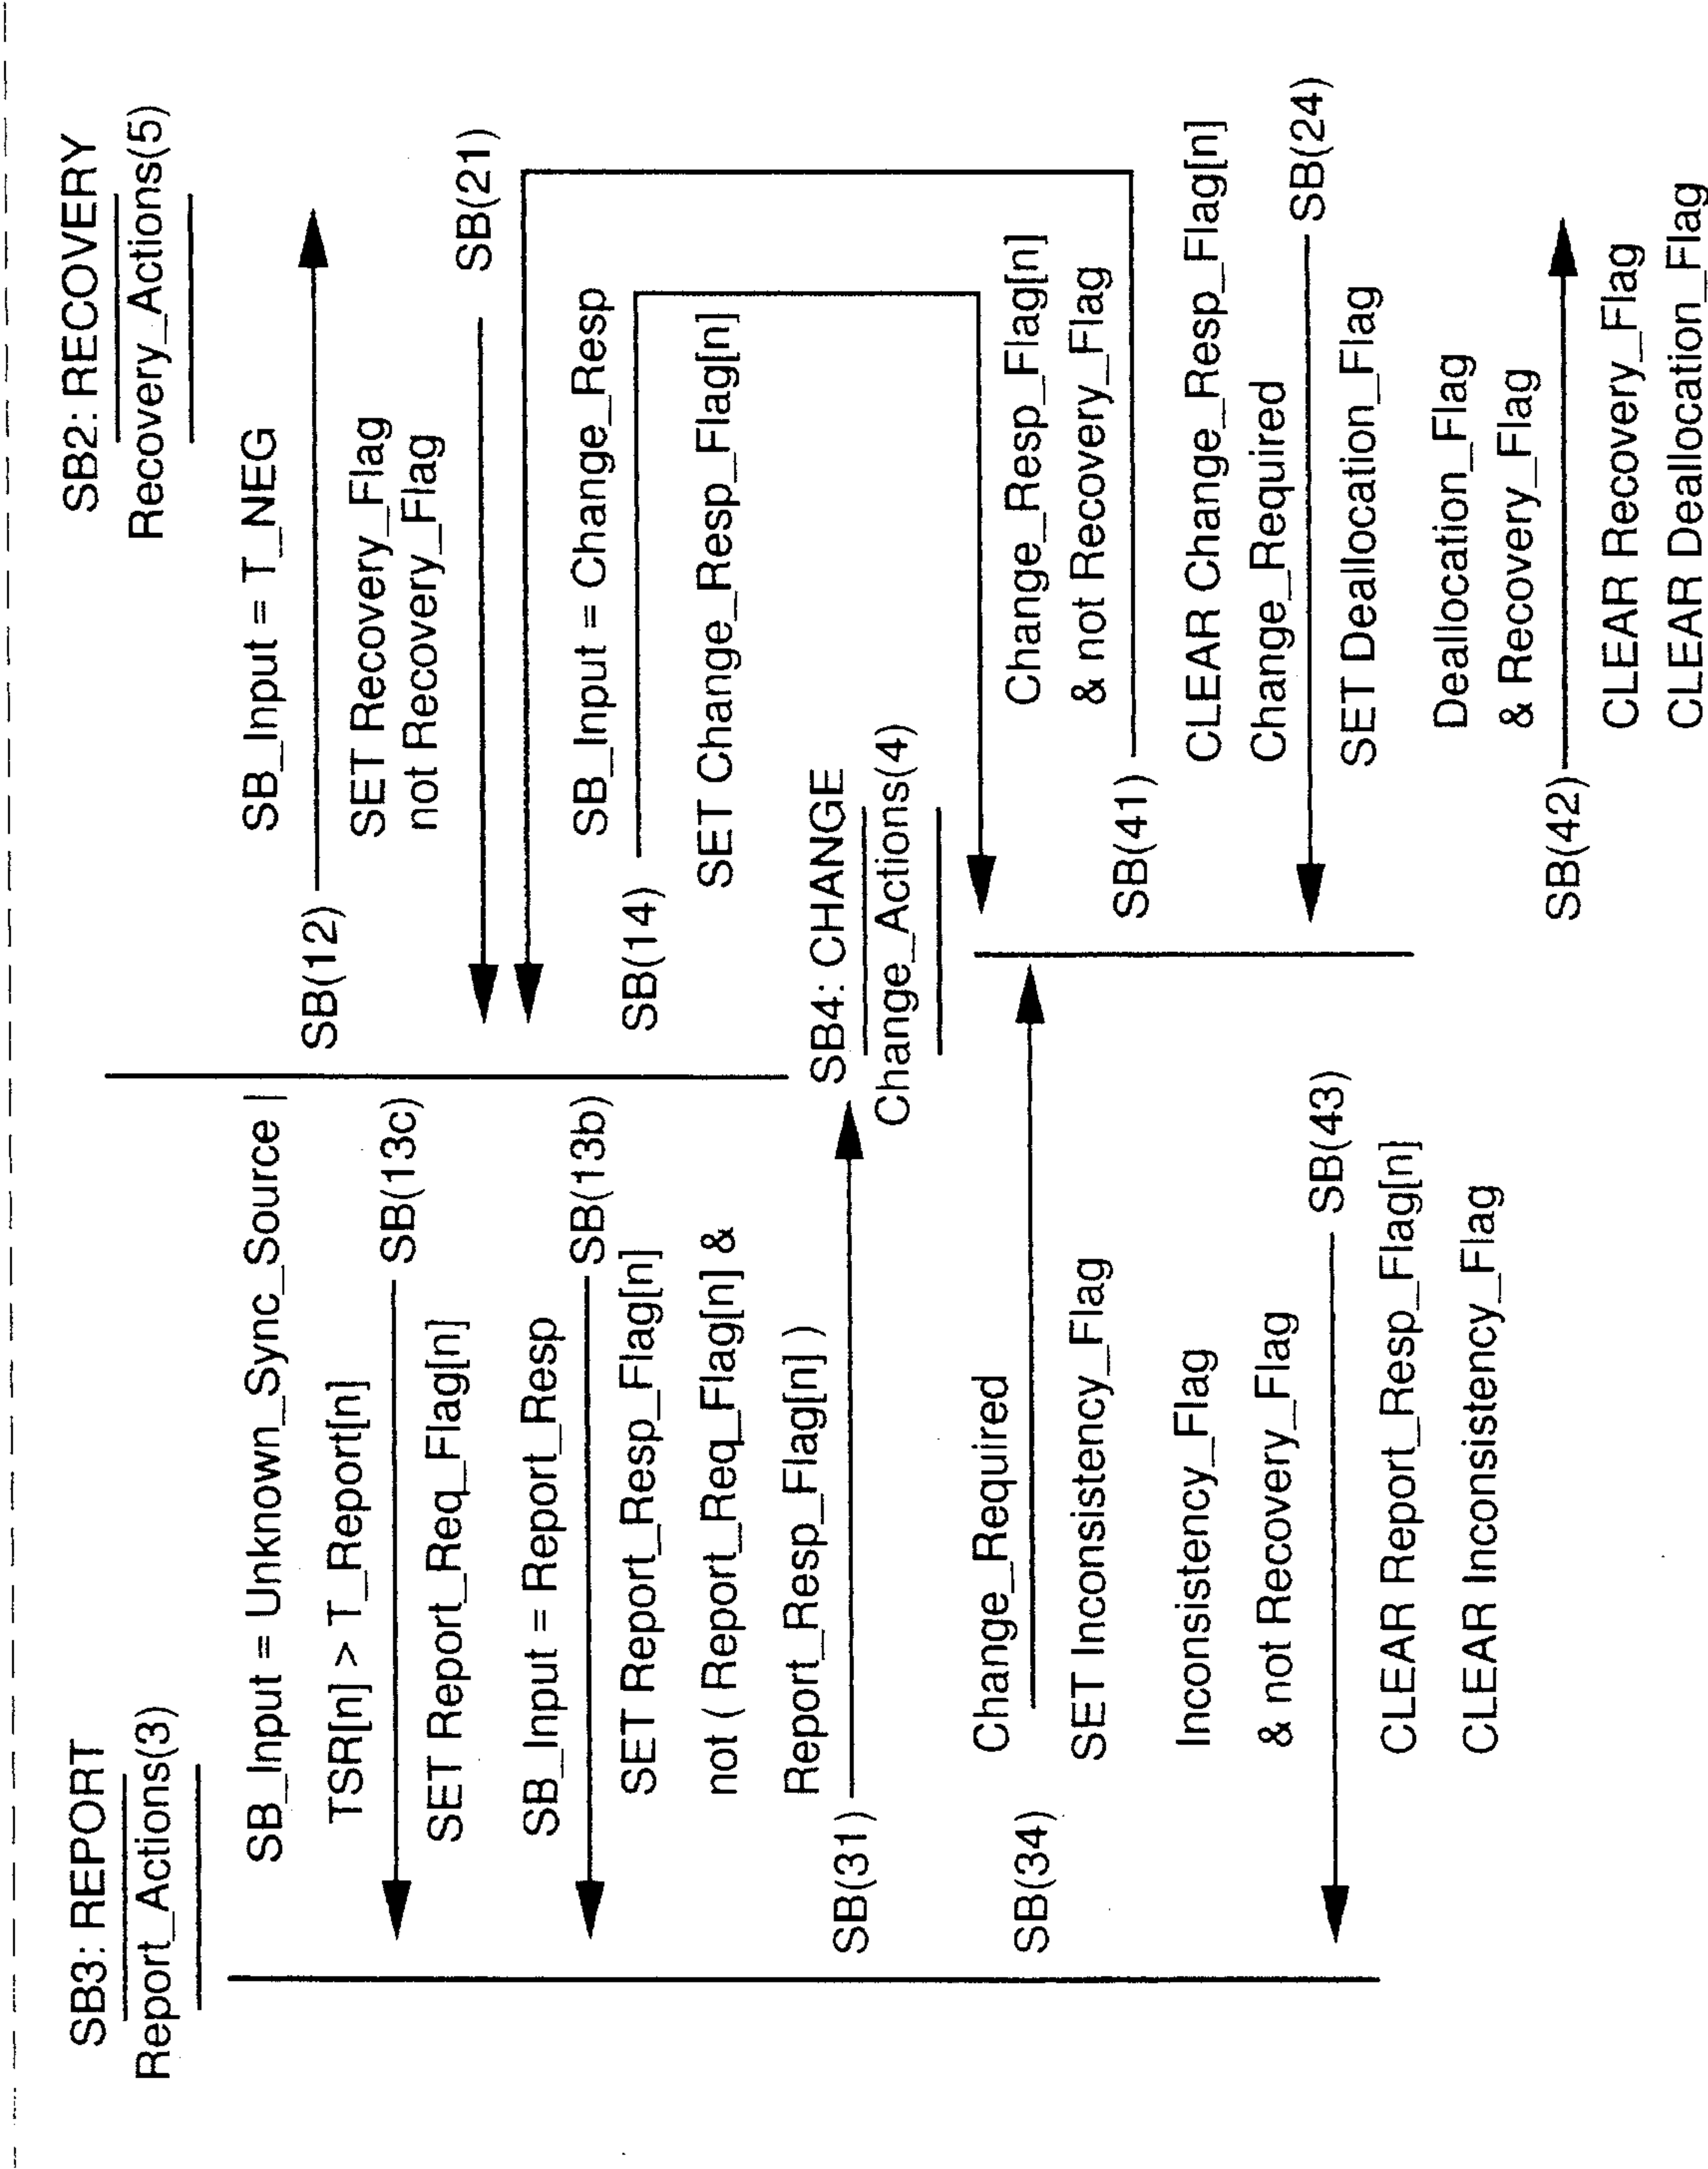 SB3: REPORT
Report_Actions(3)
SB_Input = Unknown_Sync_Source |
TSR[n] > T_Report[n]
SB(13c)
SET Report_Req_Flag[n]
SB_Input = Report_Resp
SB(13b)
SET Report_Resp_Flag[n]
not ( Report_Req_Flag[n] &
Report_Resp_Flag[n] )
SB(31)
Change_Required
SB(34)
SET Inconsistency_Flag
Inconsistency_Flag
& not Recovery_Flag
SB(43)
CLEAR Report_Resp_Flag[n]
CLEAR Inconsistency_Flag
SB4: CHANGE
Change_Actions(4)
SB2: RECOVERY
Recovery_Actions(5)
SB_Input = T_NEG
SB(12)
SET Recovery_Flag
not Recovery_Flag
SB(21)
SB_Input = Change_Resp
SB(14)
SET Change_Resp_Flag[n]
Change_Resp_Flag[n]
& not Recovery_Flag
SB(41)
CLEAR Change_Resp_Flag[n]
Change_Required
SB(24)
SET Deallocation_Flag
Deallocation_Flag
& Recovery_Flag
SB(42)
CLEAR Recovery_Flag
CLEAR Deallocation_Flag